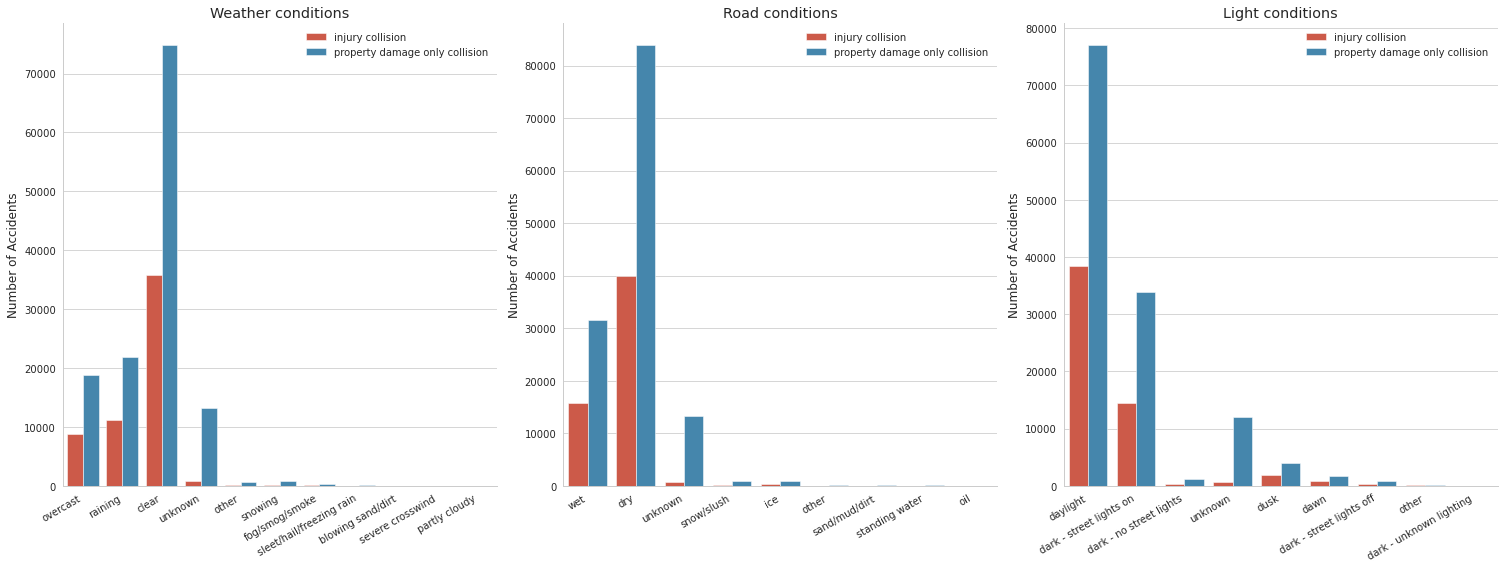 Weather conditions
injury collision
property damage only collision
Number of Accidents
70000
60000
50000
40000
30000
20000
10000
0
overcast
raining
clear
unknown
other
snowing
fog/smog/smoke
sleet/hail/freezing rain
blowing sand/dirt
severe crosswind
partly cloudy
Road conditions
injury collision
property damage only collision
Number of Accidents
80000
70000
60000
50000
40000
30000
20000
10000
0
wet
dry
unknown
snow/slush
ice
other
sand/mud/dirt
standing water
oil
Light conditions
injury collision
property damage only collision
Number of Accidents
80000
70000
60000
50000
40000
30000
20000
10000
0
daylight
dark - street lights on
dark - no street lights
unknown
dusk
dawn
dark - street lights off
other
dark - unknown lighting